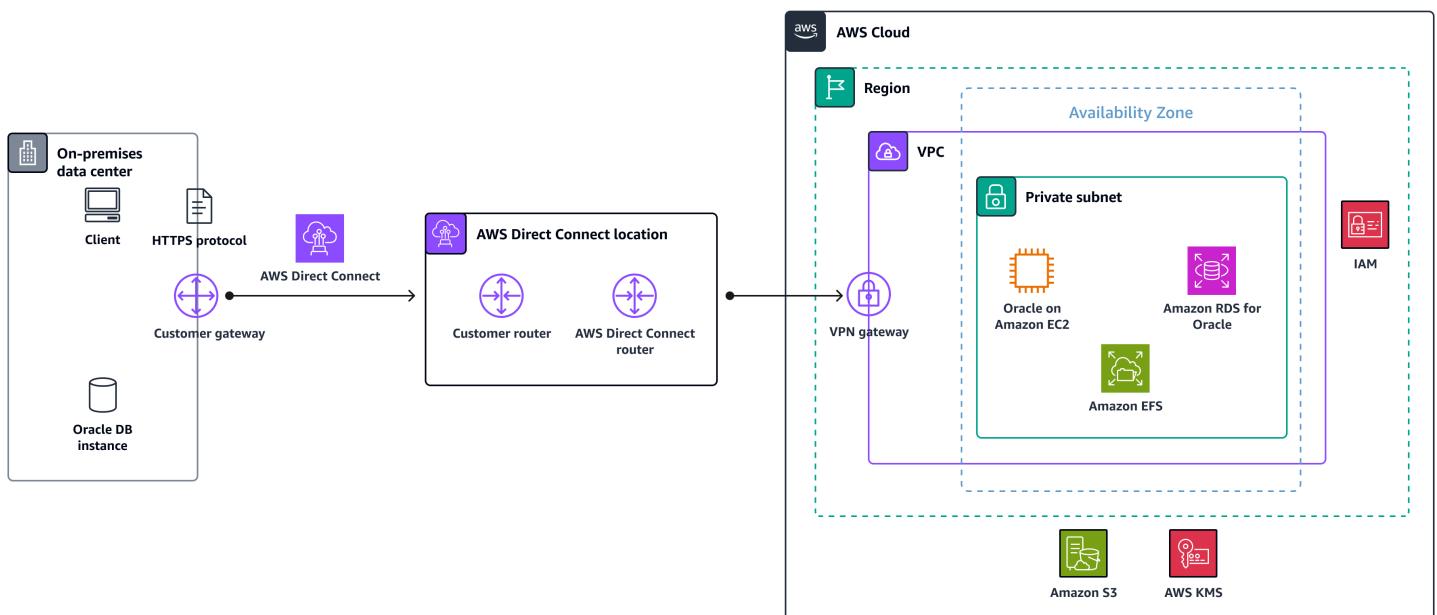 aws
AWS Cloud
Region
Availability Zone
VPC
Private subnet
On-premises
data center
Client
HTTPS protocol
AWS Direct Connect
Customer gateway
Oracle DB
instance
AWS Direct Connect location
Customer router
AWS Direct Connect
router
VPN gateway
Oracle on
Amazon EC2
Amazon RDS for
Oracle
Amazon EFS
IAM
Amazon S3
AWS KMS